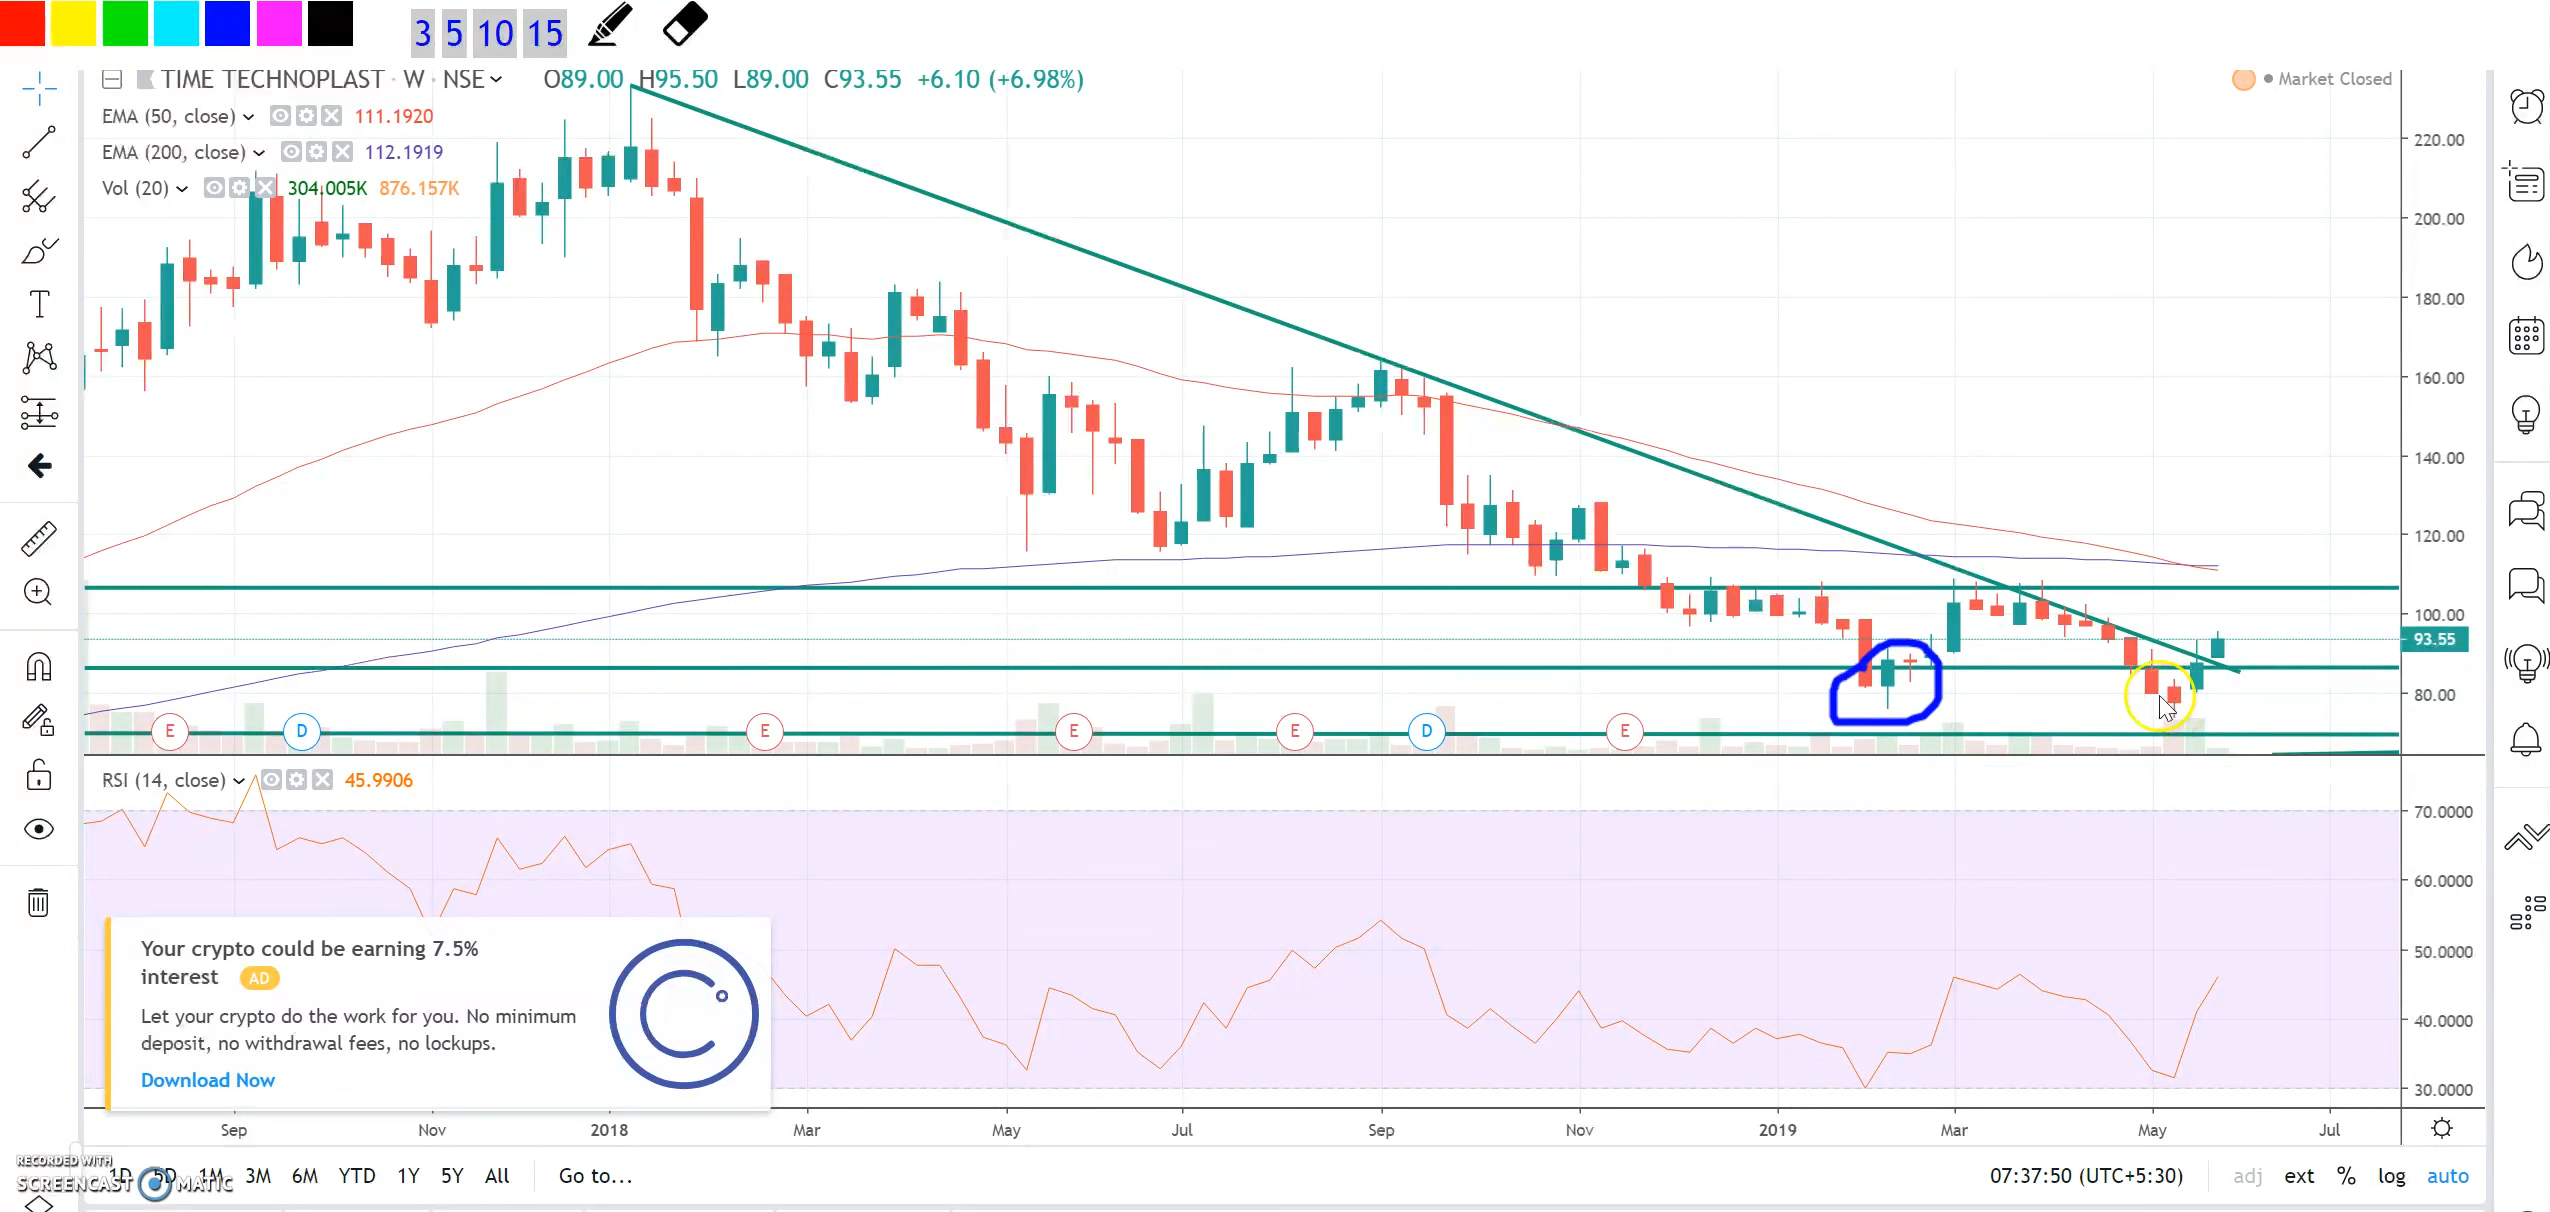 3 5 10 15
TIME TECHNOPLAST · W · NSE O89.00 H95.50 L89.00 C93.55 +6.10 (+6.98%)
Market Closed
EMA (50, close) 111.1920
EMA (200, close) 112.1919
Vol (20) 304.005K 876.157K
220.00
200.00
180.00
160.00
140.00
120.00
100.00
93.55
80.00
E D E E E D E
RSI (14, close) 45.9906
70.0000
60.0000
50.0000
40.0000
30.0000
Your crypto could be earning 7.5%
interest AD
Let your crypto do the work for you. No minimum
deposit, no withdrawal fees, no lockups.
Download Now
Sep Nov 2018 Mar May Jul Sep Nov 2019 Mar May Jul
RECORDED WITH
SCREENCAST MATIC
1D 5D 1M 3M 6M YTD 1Y 5Y All Go to...
07:37:50 (UTC+5:30) adj ext % log auto